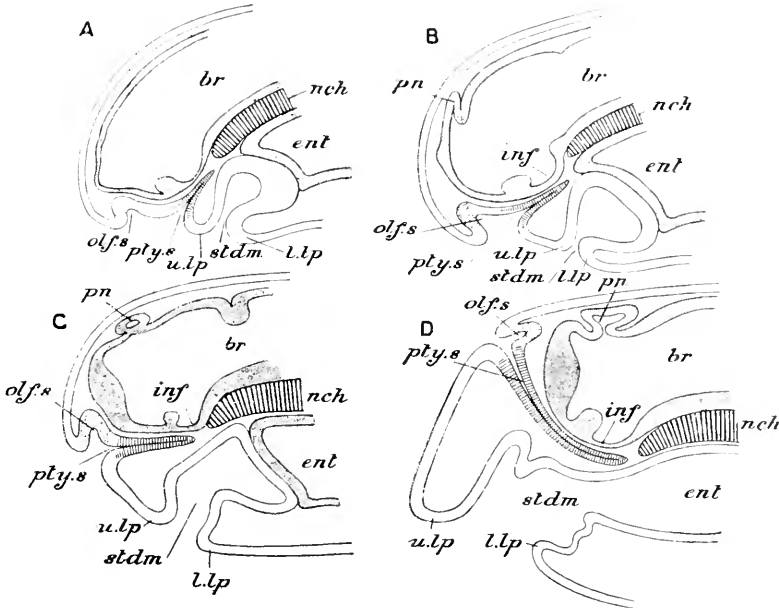 A
br
nch
ent
olf.s
pty.s
u.lp
stdm
l.lp
B
pn
br
nch
ent
inf
olf.s
pty.s
u.lp
stdm
l.lp
C
pn
br
olf.s
inf
nch
pty.s
ent
u.lp
stdm
l.lp
D
olf.s
pn
pty.s
br
inf
nch
stdm
ent
u.lp
l.lp